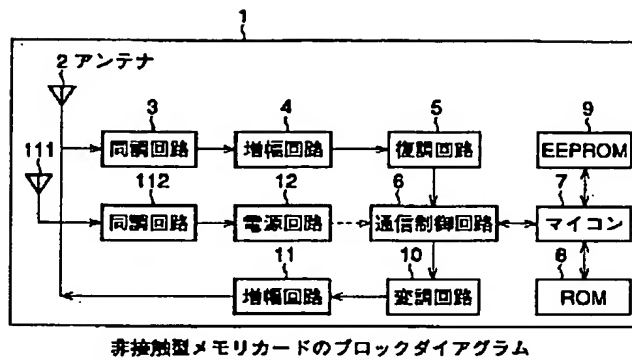 1
2 アンテナ
3
4
5
9
111
同調回路
増幅回路
復調回路
EEPROM
112
12
6
7
同調回路
電源回路
通信制御回路
マイコン
11
10
8
増幅回路
変調回路
ROM
非接触型メモリカードのブロックダイアグラム